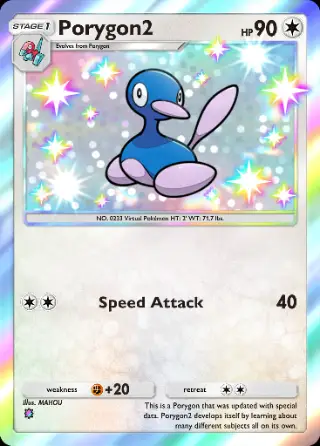 STAGE 1
Porygon2
HP 90
Evolves from Porygon
NO. 0233 Virtual Pokémon HT: 2' WT: 71.7 lbs.
Speed Attack 40
weakness +20 retreat
illus. MAHOU
This is a Porygon that was updated with special
data. Porygon2 develops itself by learning about
many different subjects all on its own.